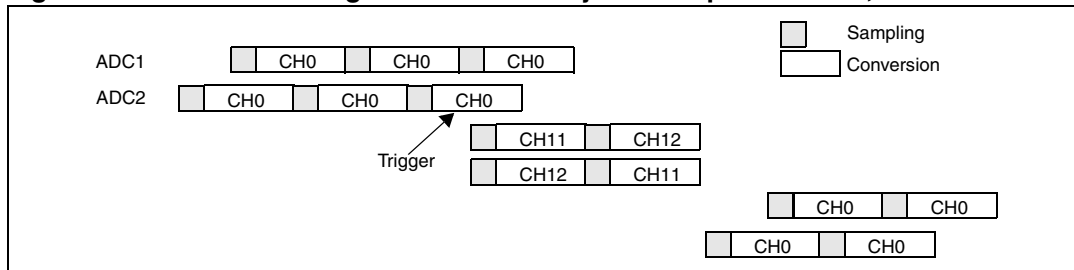 Sampling
ADC1 CH0 CH0 CH0 Conversion
ADC2 CH0 CH0 CH0
CH11 CH12
Trigger
CH12 CH11
CH0 CH0
CH0 CH0